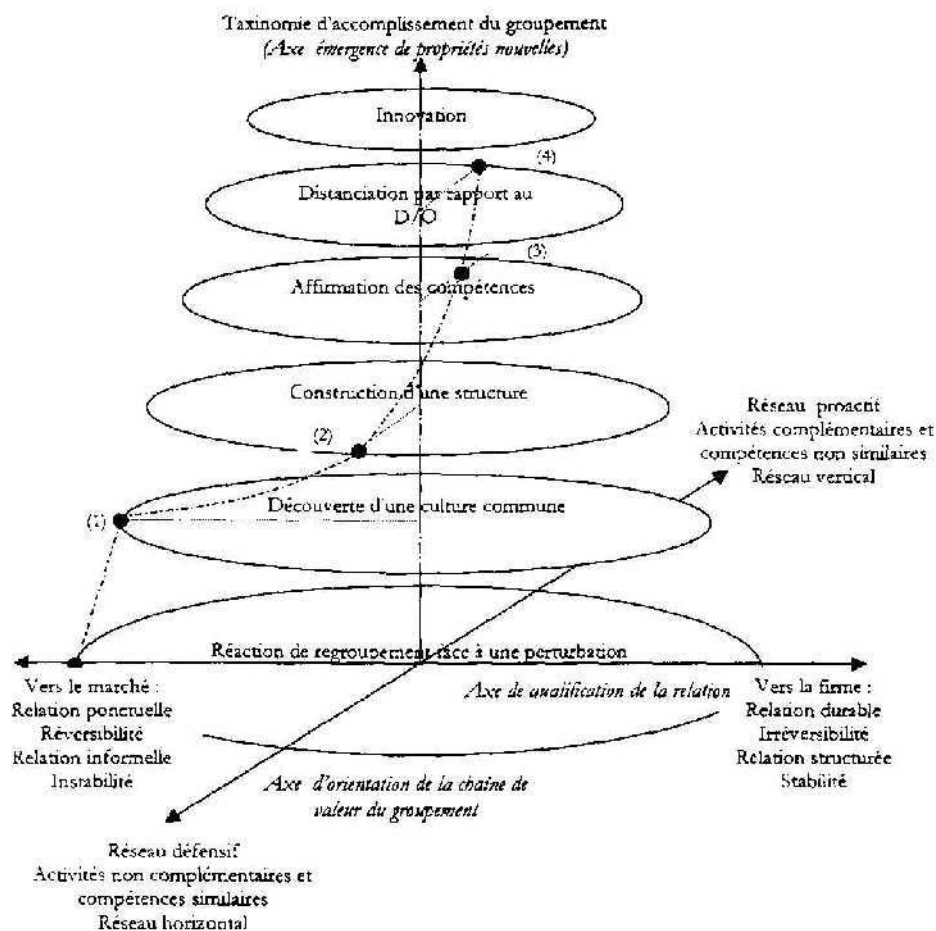 Taxinomie d'accomplissement du groupement
(Axe émergence de propriétés nouvelles)
Innovation
(4)
Distanciation par rapport au
D/O
(3)
Affirmation des compétences
Construction d'une structure
(2)
Réseau proactif
Activités complémentaires et
compétences non similaires
Réseau vertical
Découverte d'une culture commune
(1)
Réaction de regroupement face à une perturbation
Vers le marché :
Relation ponctuelle
Réversibilité
Relation informelle
Instabilité
Axe de qualification de la relation
Vers la firme :
Relation durable
Irréversibilité
Relation structurée
Stabilité
Axe d'orientation de la chaîne de
valeur du groupement
Réseau défensif
Activités non complémentaires et
compétences similaires
Réseau horizontal